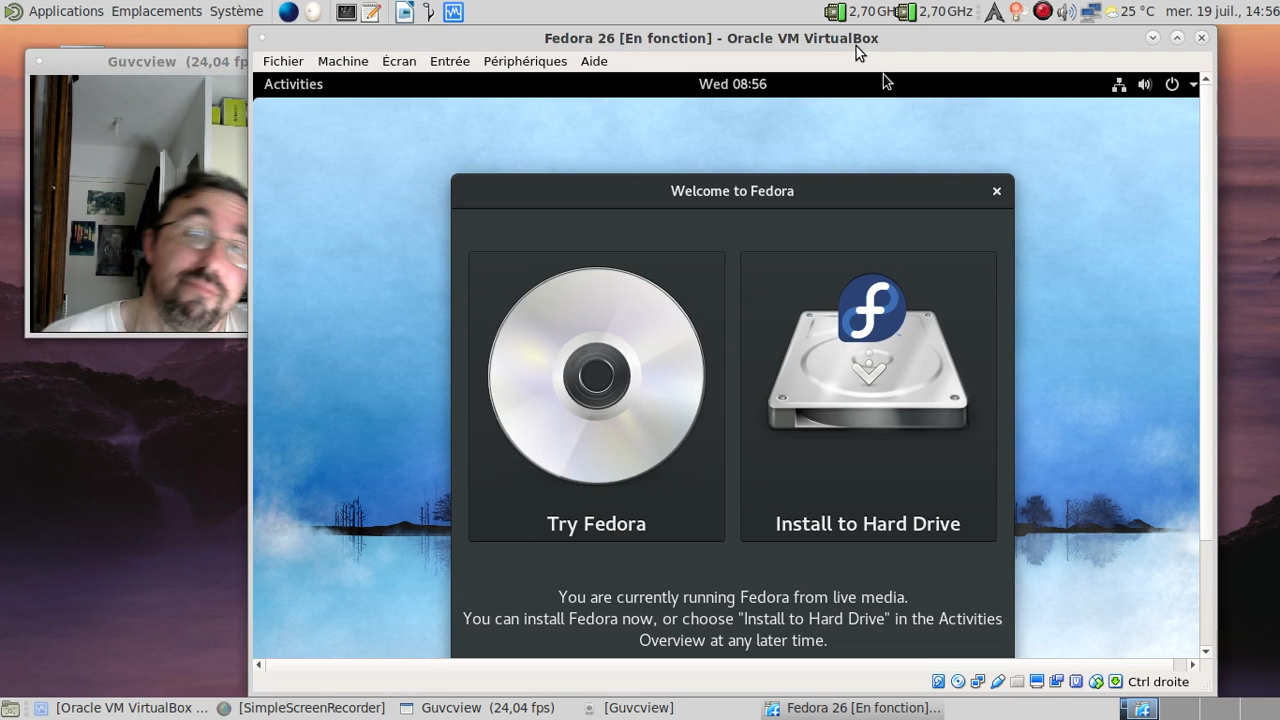 Applications Emplacements Système
2,70 GHz
2,70 GHZ
25 °C
mer. 19 juil., 14:56
Guvcview (24,04 fp
Fedora 26 [En fonction] - Oracle VM VirtualBox
Fichier Machine Écran Entrée Périphériques Aide
Activities
Wed 08:56
Welcome to Fedora
Try Fedora
Install to Hard Drive
You are currently running Fedora from live media.
You can install Fedora now, or choose "Install to Hard Drive" in the Activities
Overview at any later time.
Ctrl droite
[Oracle VM VirtualBox ...
[SimpleScreenRecorder]
Guvcview (24,04 fps)
[Guvcview]
Fedora 26 [En fonction]...